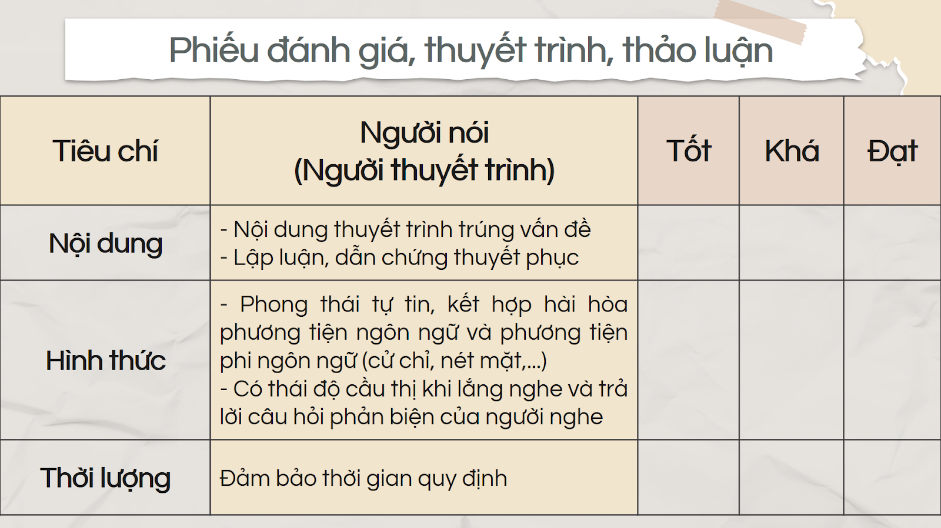 Phiếu đánh giá, thuyết trình, thảo luận
Tiêu chí
Người nói
(Người thuyết trình)
Tốt
Khá
Đạt
Nội dung
- Nội dung thuyết trình trúng vấn đề
- Lập luận, dẫn chứng thuyết phục
Hình thức
- Phong thái tự tin, kết hợp hài hòa
phương tiện ngôn ngữ và phương tiện
phi ngôn ngữ (cử chỉ, nét mặt,...)
- Có thái độ cầu thị khi lắng nghe và trả
lời câu hỏi phản biện của người nghe
Thời lượng
Đảm bảo thời gian quy định